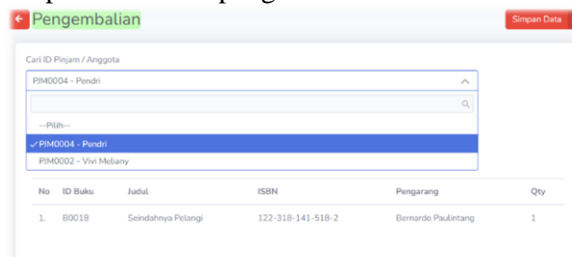 Pengembalian
Simpan Data
Cari ID Pinjam / Anggota
PJM0004 - Pendri
--Pilih--
PJM0004 - Pendri
PJM0002 - Vivi Meliany
No ID Buku Judul ISBN Pengarang Qty
1. B0018 Seindahnya Pelangi 122-318-141-518-2 Bernardo Paulintang 1